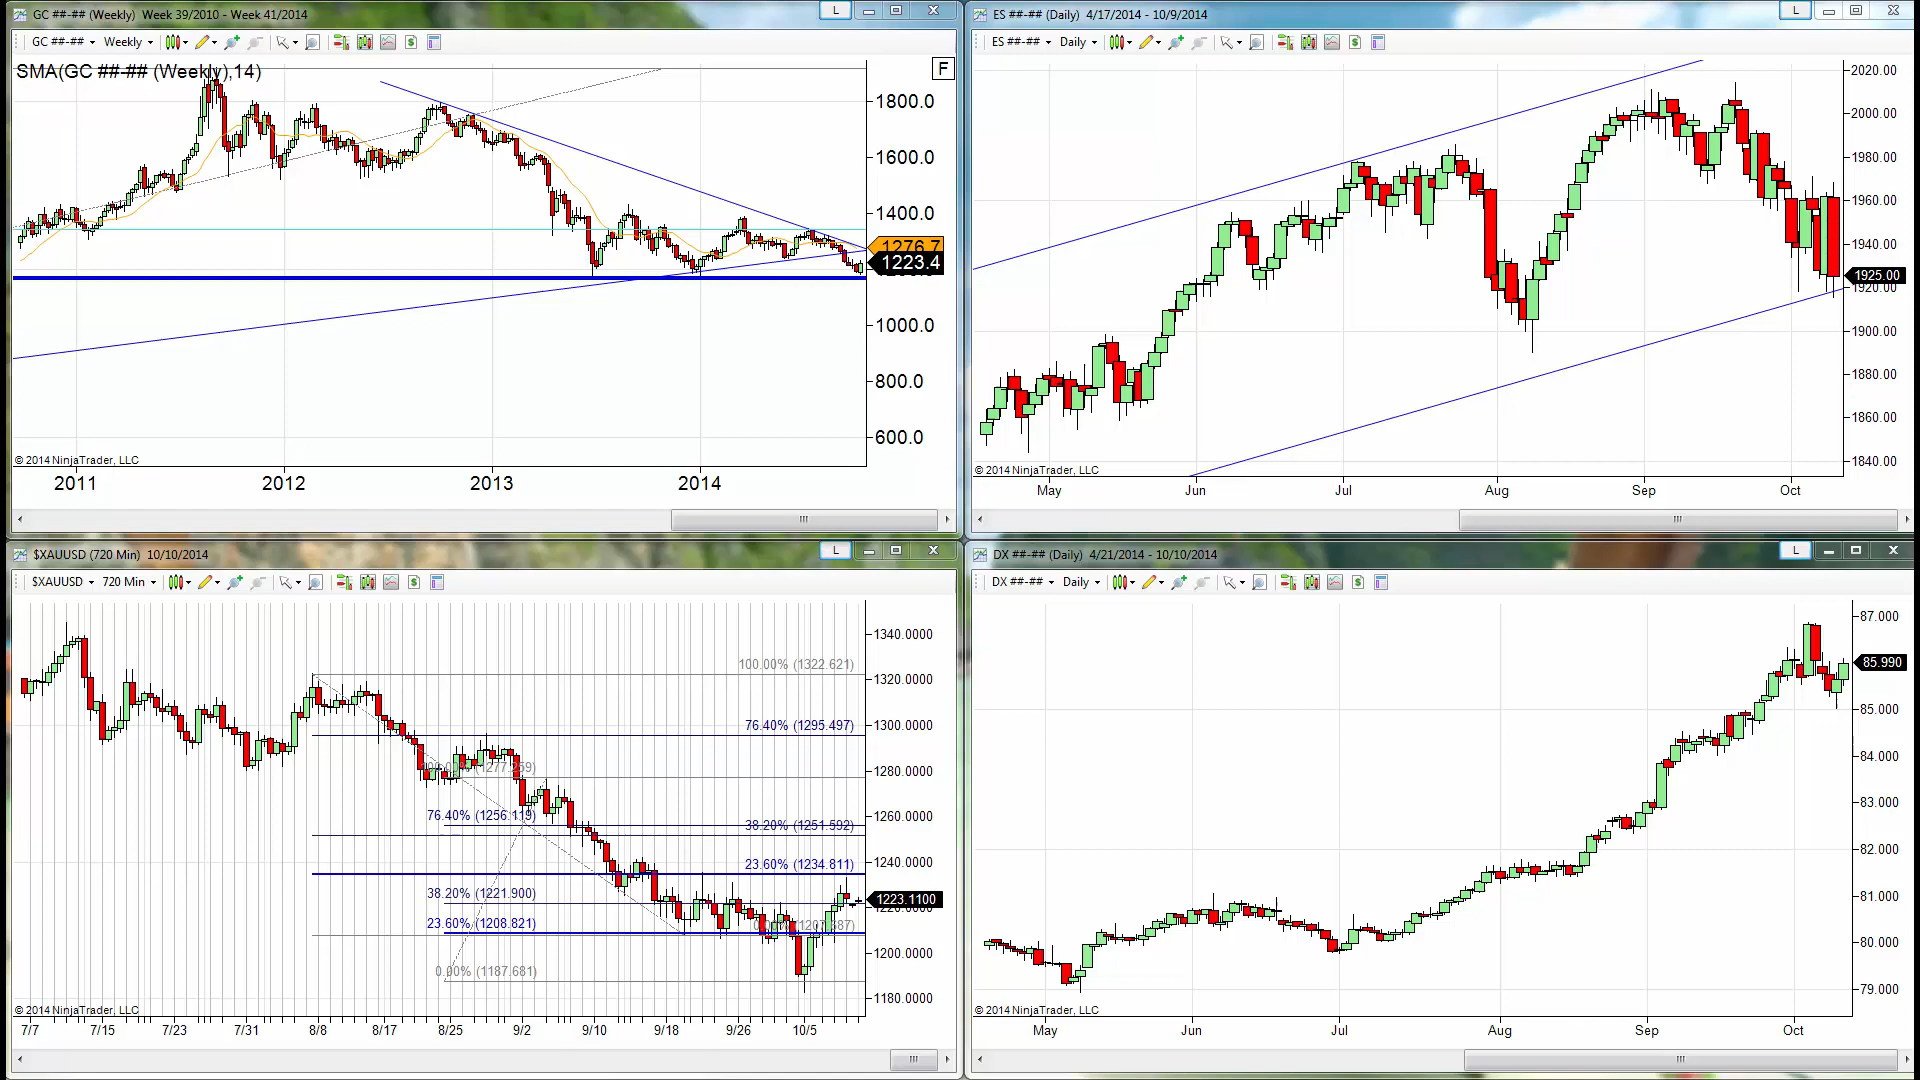 GC ##-## (Weekly)  Week 39/2010 - Week 41/2014
L
GC ##-##
Weekly
SMA(GC ##-## (Weekly),14)
F
1800.0
1600.0
1400.0
1276.7
1223.4
1000.0
800.0
600.0
© 2014 NinjaTrader, LLC
2011 2012 2013 2014
ES ##-## (Daily)  4/17/2014 - 10/9/2014
L
ES ##-##
Daily
2020.00
2000.00
1980.00
1960.00
1940.00
1925.00
1920.00
1900.00
1880.00
1860.00
1840.00
© 2014 NinjaTrader, LLC
May Jun Jul Aug Sep Oct
$XAUUSD (720 Min)  10/10/2014
L
$XAUUSD
720 Min
1340.0000
100.00% (1322.621)
1320.0000
76.40% (1295.497)
1300.0000
(1277.259)
1280.0000
76.40% (1256.119)
1260.0000
38.20% (1251.592)
23.60% (1234.811)
1240.0000
38.20% (1221.900)
1223.1100
23.60% (1208.821)
1200.0000
0.00% (1187.681)
1180.0000
© 2014 NinjaTrader, LLC
7/7 7/15 7/23 7/31 8/8 8/17 8/25 9/2 9/10 9/18 9/26 10/5
DX ##-## (Daily)  4/21/2014 - 10/10/2014
L
DX ##-##
Daily
87.000
85.990
85.000
84.000
83.000
82.000
81.000
80.000
79.000
© 2014 NinjaTrader, LLC
May Jun Jul Aug Sep Oct